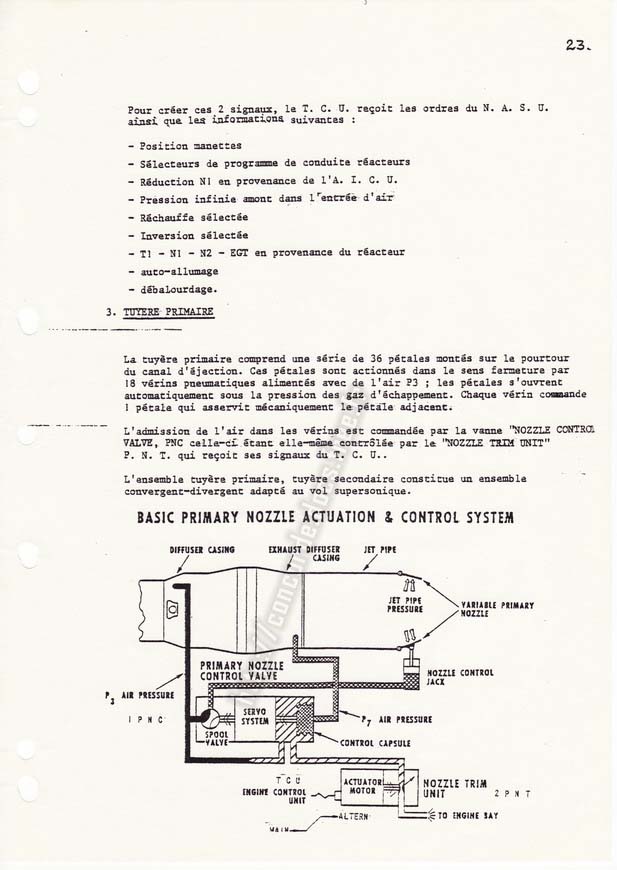 23.
Pour créer ces 2 signaux, le T. C. U. reçoit les ordres du N. A. S. U.
ainsi que les informations suivantes :
- Position manettes
- Sélecteurs de programme de conduite réacteurs
- Réduction N1 en provenance de l'A. I. C. U.
- Pression infinie amont dans l'entrée d'air
- Réchauffe sélectée
- Inversion sélectée
- T1 - N1 - N2 - EGT en provenance du réacteur
- auto-allumage
- débalourdage.
3. TUYERE PRIMAIRE
La tuyère primaire comprend une série de 36 pétales montés sur le pourtour
du canal d'éjection. Ces pétales sont actionnés dans le sens fermeture par
18 vérins pneumatiques alimentés avec de l'air P3 ; les pétales s'ouvrent
automatiquement sous la pression des gaz d'échappement. Chaque vérin commande
1 pétale qui asservit mécaniquement le pétale adjacent.
L'admission de l'air dans les vérins est commandée par la vanne "NOZZLE CONTROL
VALVE, PNC celle-ci étant elle-même contrôlée par le "NOZZLE TRIM UNIT"
P. N. T. qui reçoit ses signaux du T. C. U..
L'ensemble tuyère primaire, tuyère secondaire constitue un ensemble
convergent-divergent adapté au vol supersonique.
BASIC PRIMARY NOZZLE ACTUATION & CONTROL SYSTEM
DIFFUSER CASING
EXHAUST DIFFUSER
CASING
JET PIPE
JET PIPE
PRESSURE
VARIABLE PRIMARY
NOZZLE
PRIMARY NOZZLE
CONTROL VALVE
NOZZLE CONTROL
JACK
P3 AIR PRESSURE
1 P N C
SERVO
SYSTEM
SPOOL
VALVE
P7 AIR PRESSURE
CONTROL CAPSULE
T C U
ENGINE CONTROL
UNIT
ACTUATOR
MOTOR
NOZZLE TRIM
UNIT
2 P N T
ALTERN
MAIN
TO ENGINE BAY